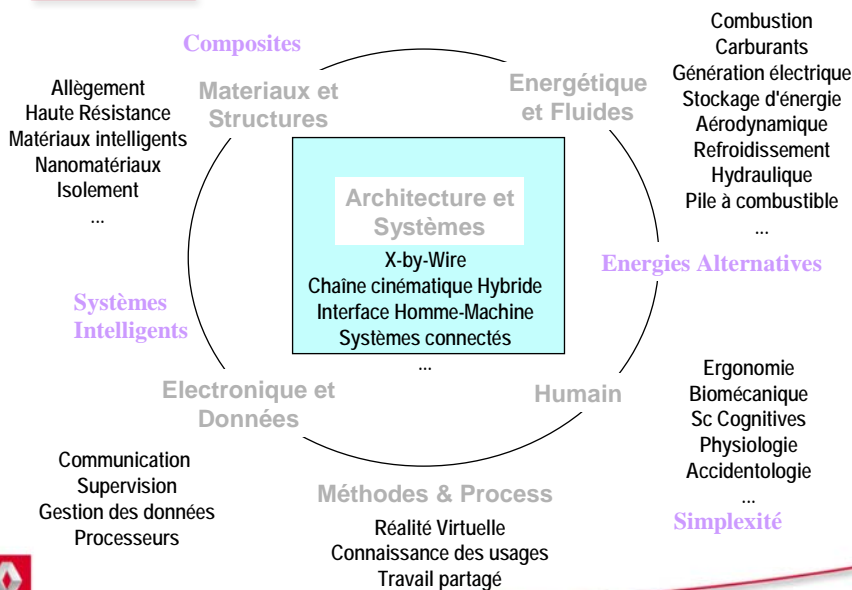 Composites
Materiaux et
Structures
Allègement
Haute Résistance
Matériaux intelligents
Nanomatériaux
Isolement
...
Energétique
et Fluides
Combustion
Carburants
Génération électrique
Stockage d'énergie
Aérodynamique
Refroidissement
Hydraulique
Pile à combustible
...
Architecture et
Systèmes
X-by-Wire
Chaîne cinématique Hybride
Interface Homme-Machine
Systèmes connectés
...
Energies Alternatives
Systèmes
Intelligents
Electronique et
Données
Communication
Supervision
Gestion des données
Processeurs
Humain
Ergonomie
Biomécanique
Sc Cognitives
Physiologie
Accidentologie
...
Simplexité
Méthodes & Process
Réalité Virtuelle
Connaissance des usages
Travail partagé